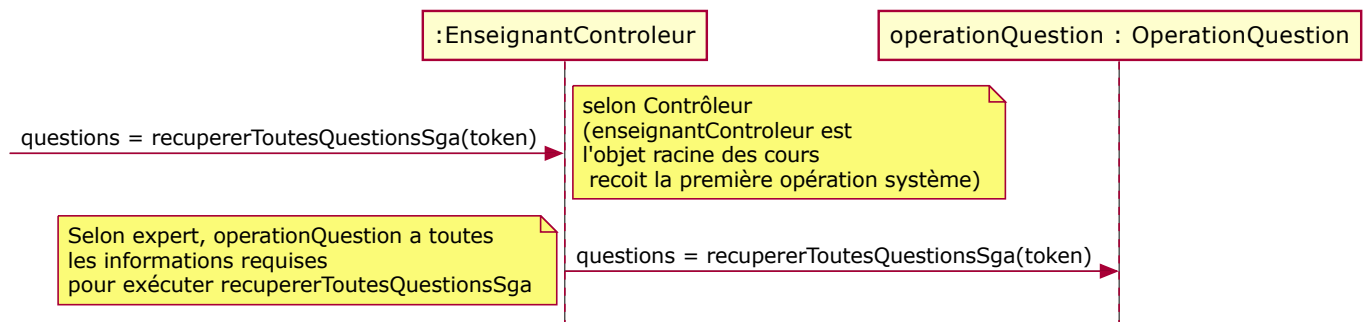 :EnseignantControleur
operationQuestion : OperationQuestion
selon Contrôleur
(enseignantControleur est
l'objet racine des cours
recoit la première opération système)
questions = recupererToutesQuestionsSga(token)
Selon expert, operationQuestion a toutes
les informations requises
pour exécuter recupererToutesQuestionsSga
questions = recupererToutesQuestionsSga(token)